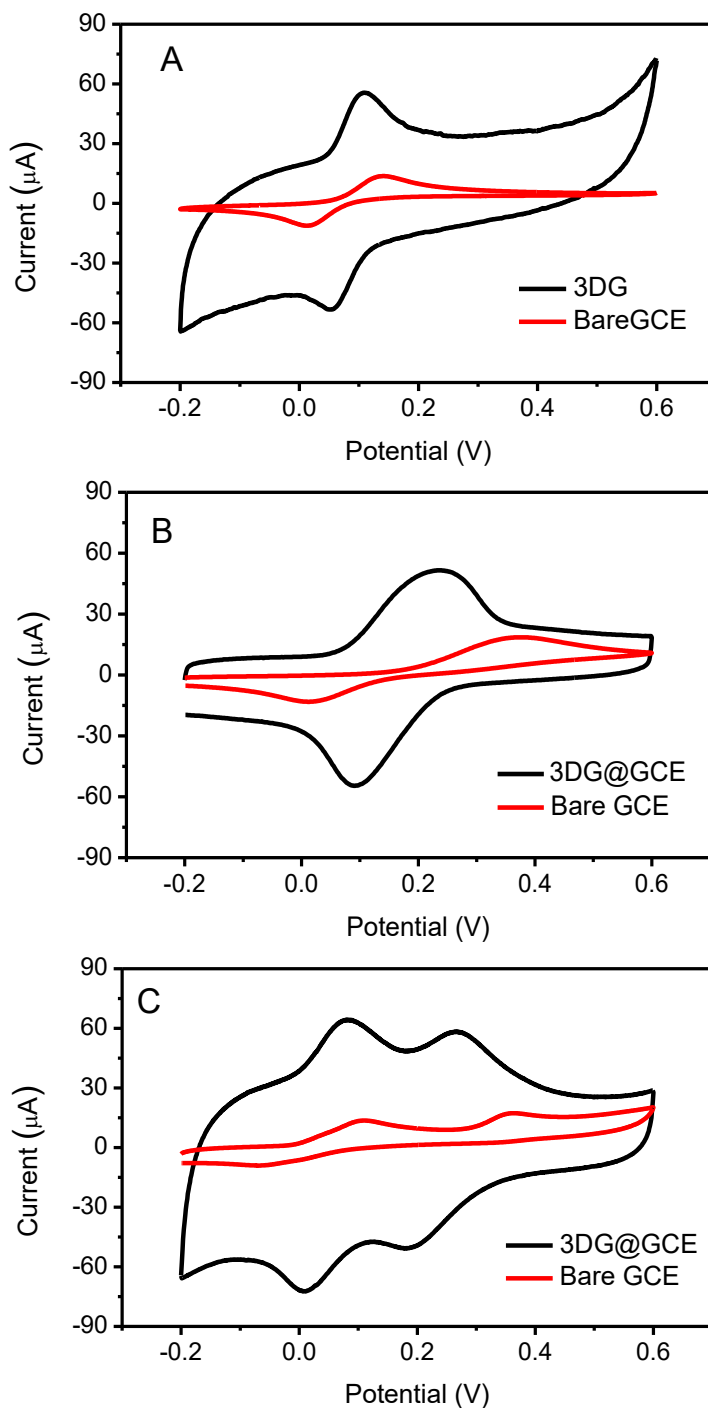 A
90
60
30
0
-30
-60
-90
Current (μA)
3DG
BareGCE
-0.2 0.0 0.2 0.4 0.6
Potential (V)
B
90
60
30
0
-30
-60
-90
Current (μA)
3DG@GCE
Bare GCE
-0.2 0.0 0.2 0.4 0.6
Potential (V)
C
90
60
30
0
-30
-60
-90
Current (μA)
3DG@GCE
Bare GCE
-0.2 0.0 0.2 0.4 0.6
Potential (V)